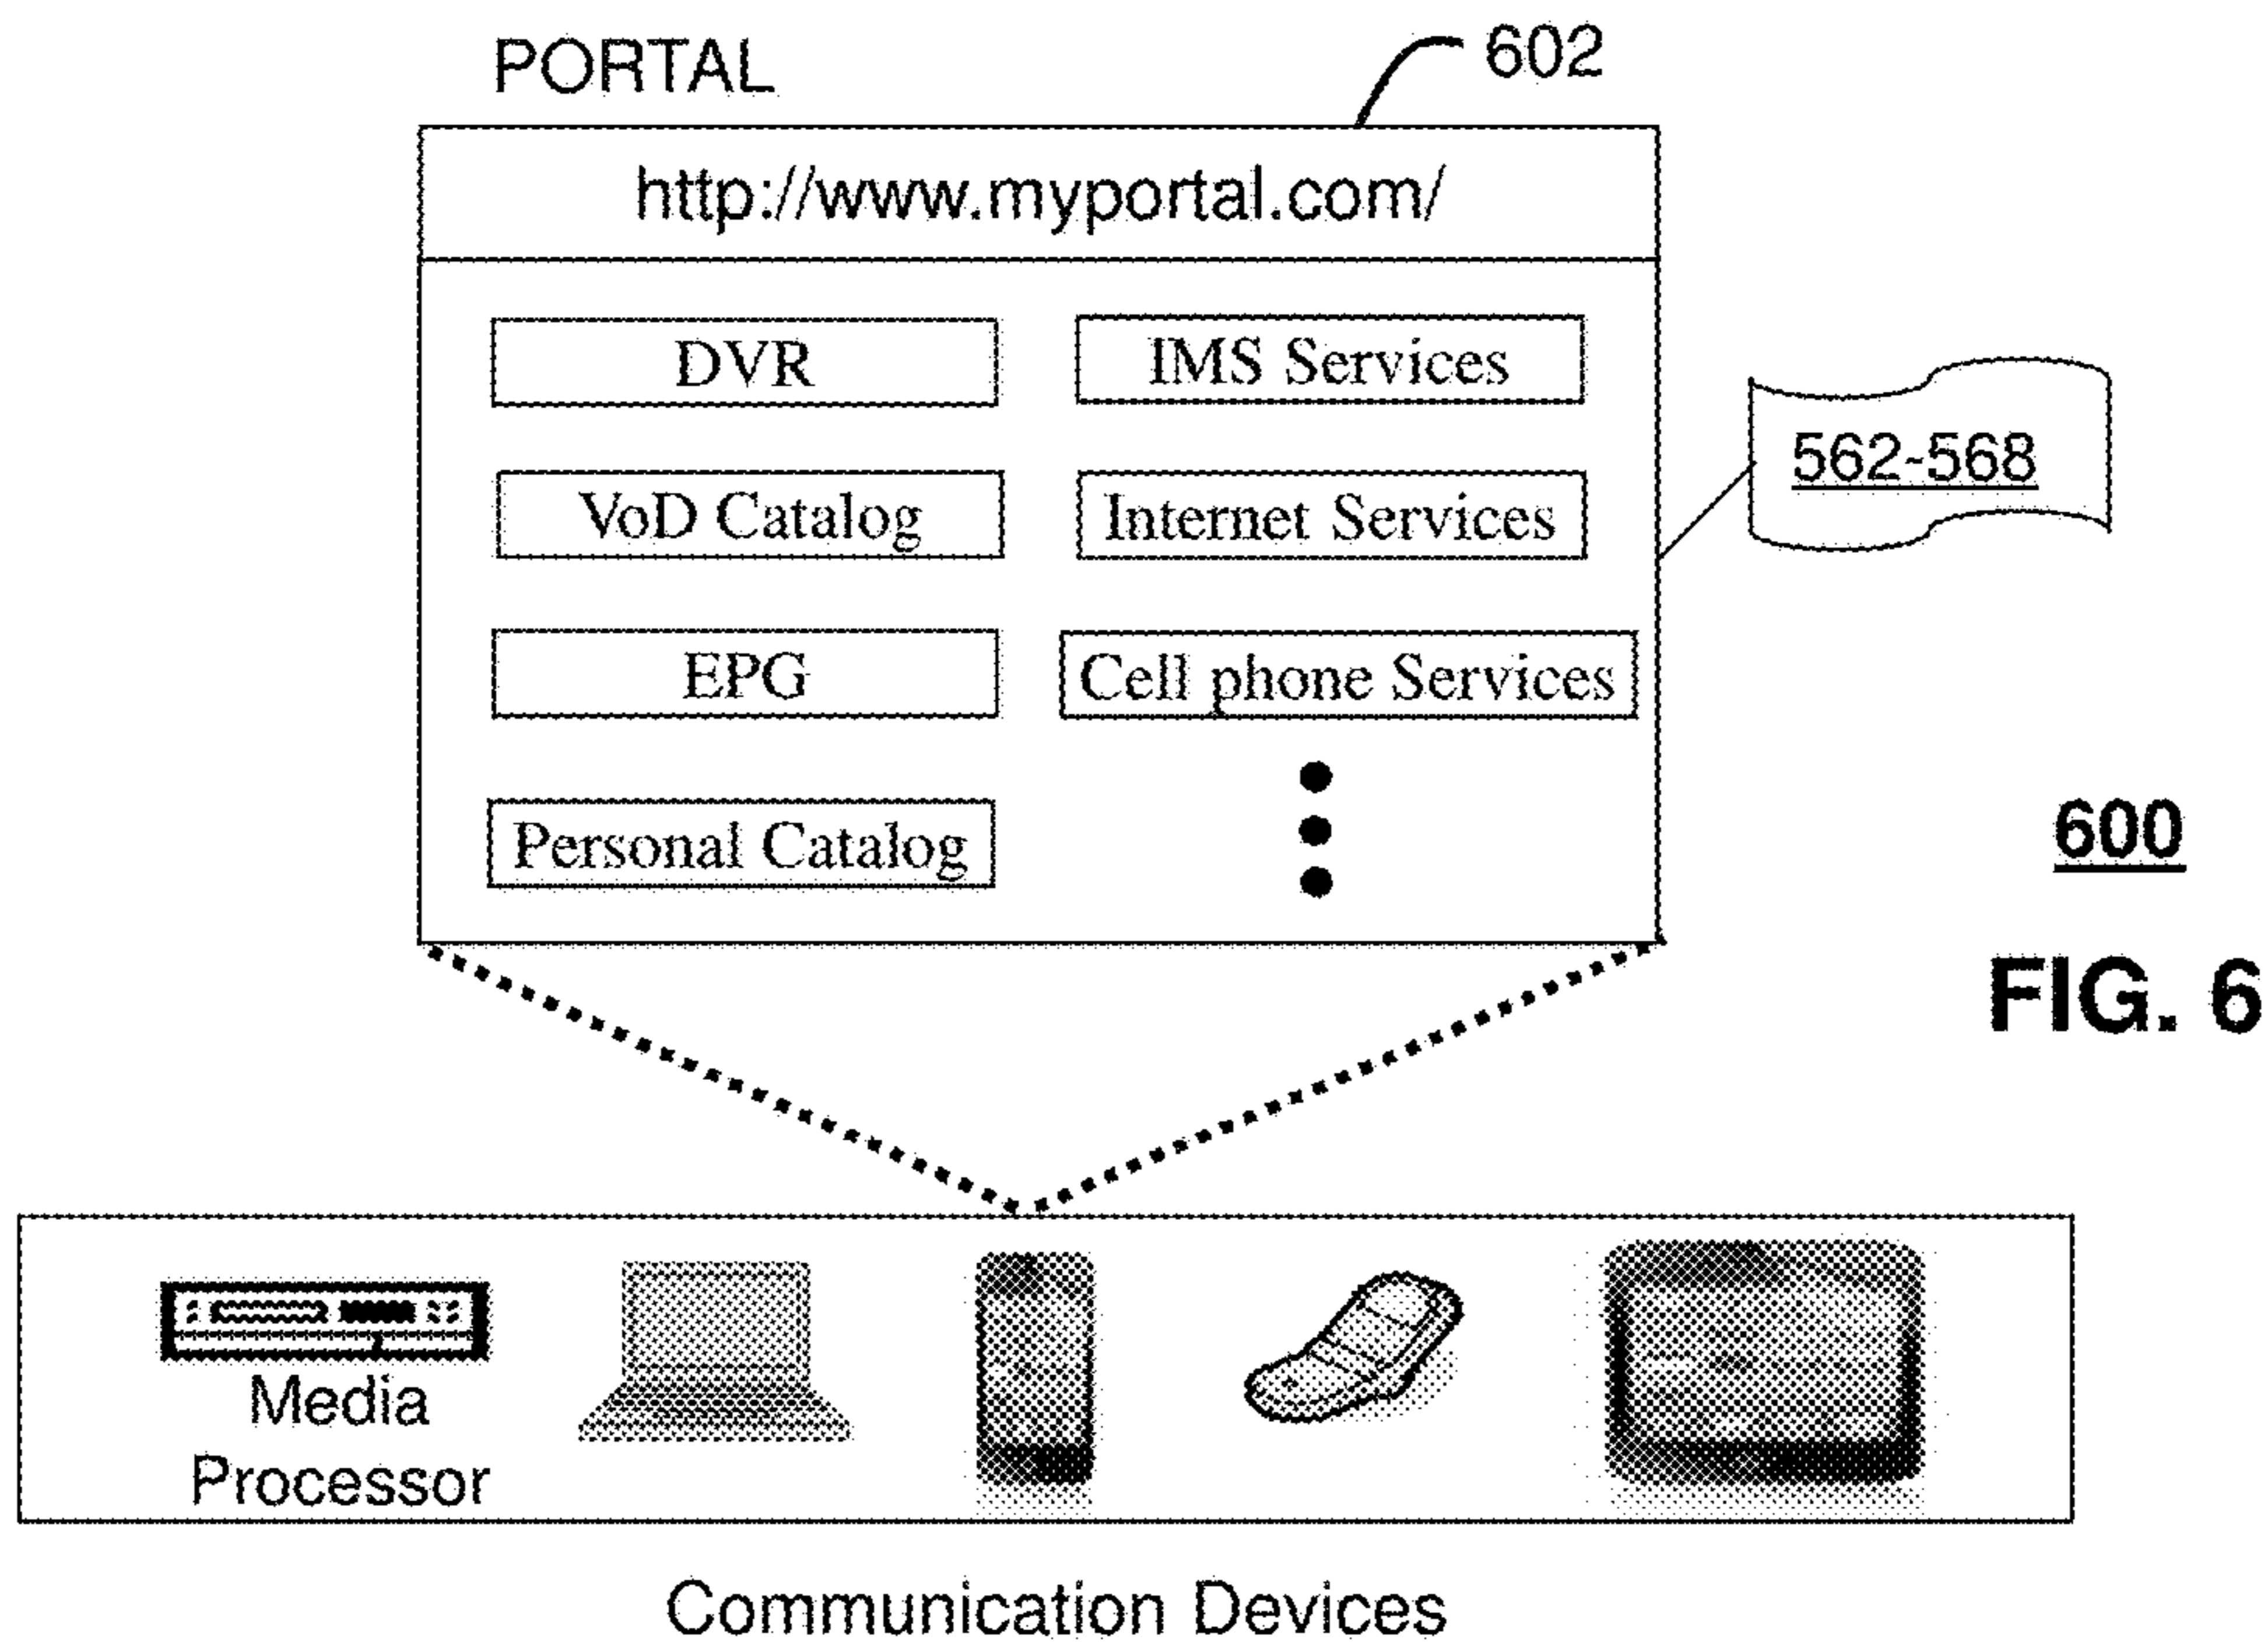 PORTAL
602
http://www.myportal.com/
DVR
IMS Services
VoD Catalog
Internet Services
562-568
EPG
Cell phone Services
Personal Catalog
600
FIG. 6
Media
Processor
Communication Devices